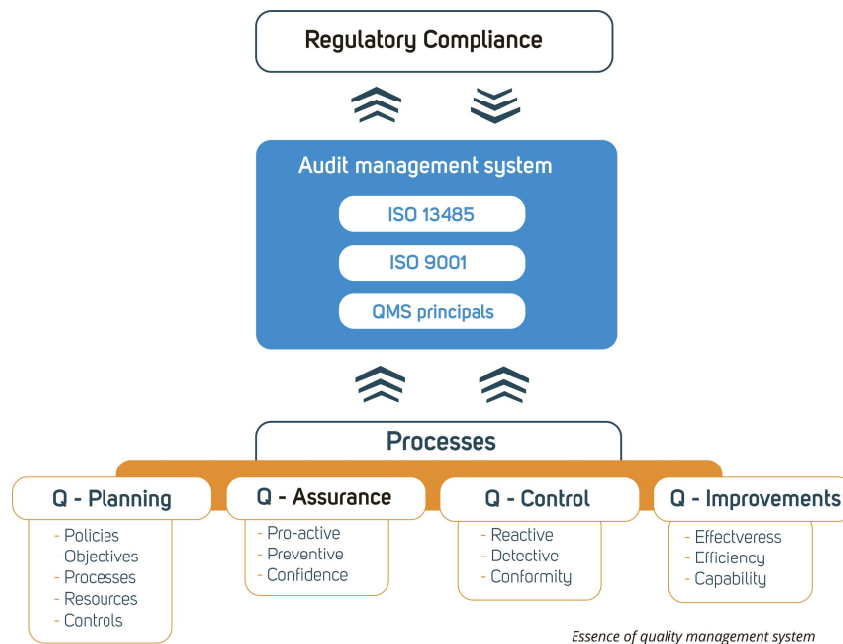 Regulatory Compliance
Audit management system
ISO 13485
ISO 9001
QMS principals
Processes
Q - Planning
- Policies
Objectives
- Processes
- Resources
- Controls
Q - Assurance
- Pro-active
- Preventive
- Confidence
Q - Control
- Reactive
- Detective
- Conformity
Q - Improvements
- Effectveress
- Efficiency
- Capability
Essence of quality management system